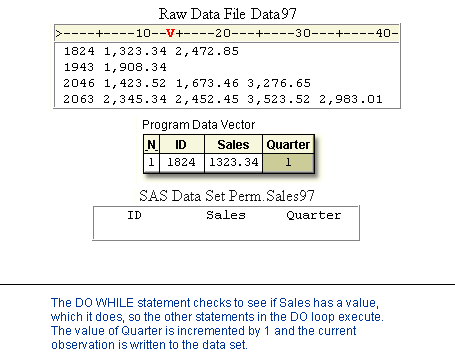 Raw Data File Data97
>----+----10--V+----20---+----30---+----40-
1824 1,323.34 2,472.85
1943 1,908.34
2046 1,423.52 1,673.46 3,276.65
2063 2,345.34 2,452.45 3,523.52 2,983.01
Program Data Vector
N_ ID Sales Quarter
1 1824 1323.34 1
SAS Data Set Perm.Sales97
ID Sales Quarter
The DO WHILE statement checks to see if Sales has a value,
which it does, so the other statements in the DO loop execute.
The value of Quarter is incremented by 1 and the current
observation is written to the data set.